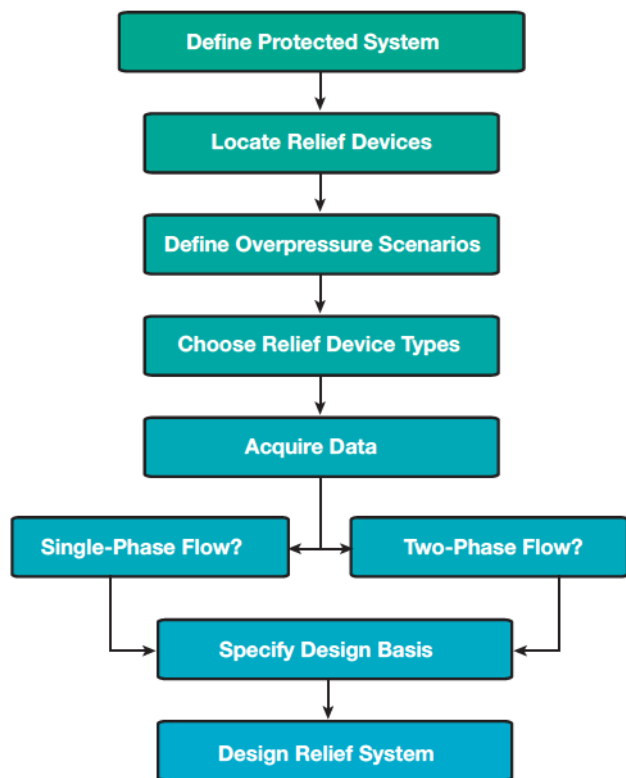 Define Protected System
Locate Relief Devices
Define Overpressure Scenarios
Choose Relief Device Types
Acquire Data
Single-Phase Flow?
Two-Phase Flow?
Specify Design Basis
Design Relief System